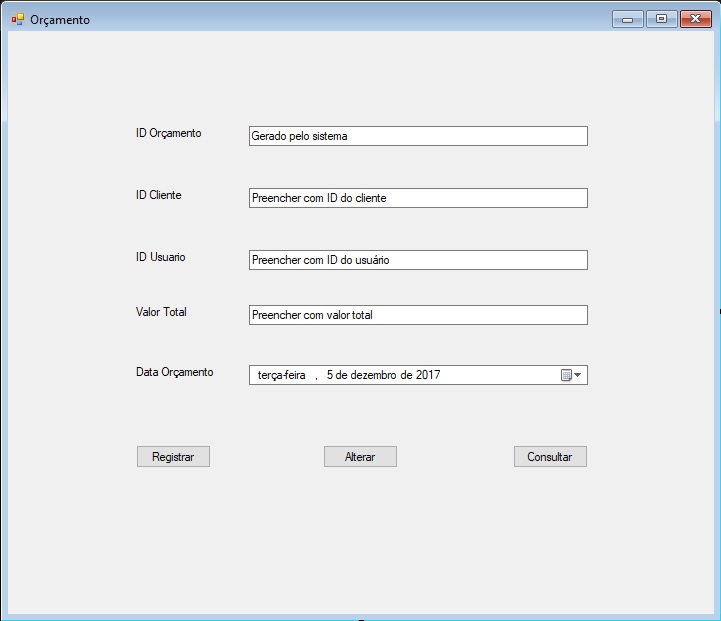 Orçamento
ID Orçamento Gerado pelo sistema
ID Cliente Preencher com ID do cliente
ID Usuario Preencher com ID do usuário
Valor Total Preencher com valor total
Data Orçamento terça-feira , 5 de dezembro de 2017
Registrar Alterar Consultar